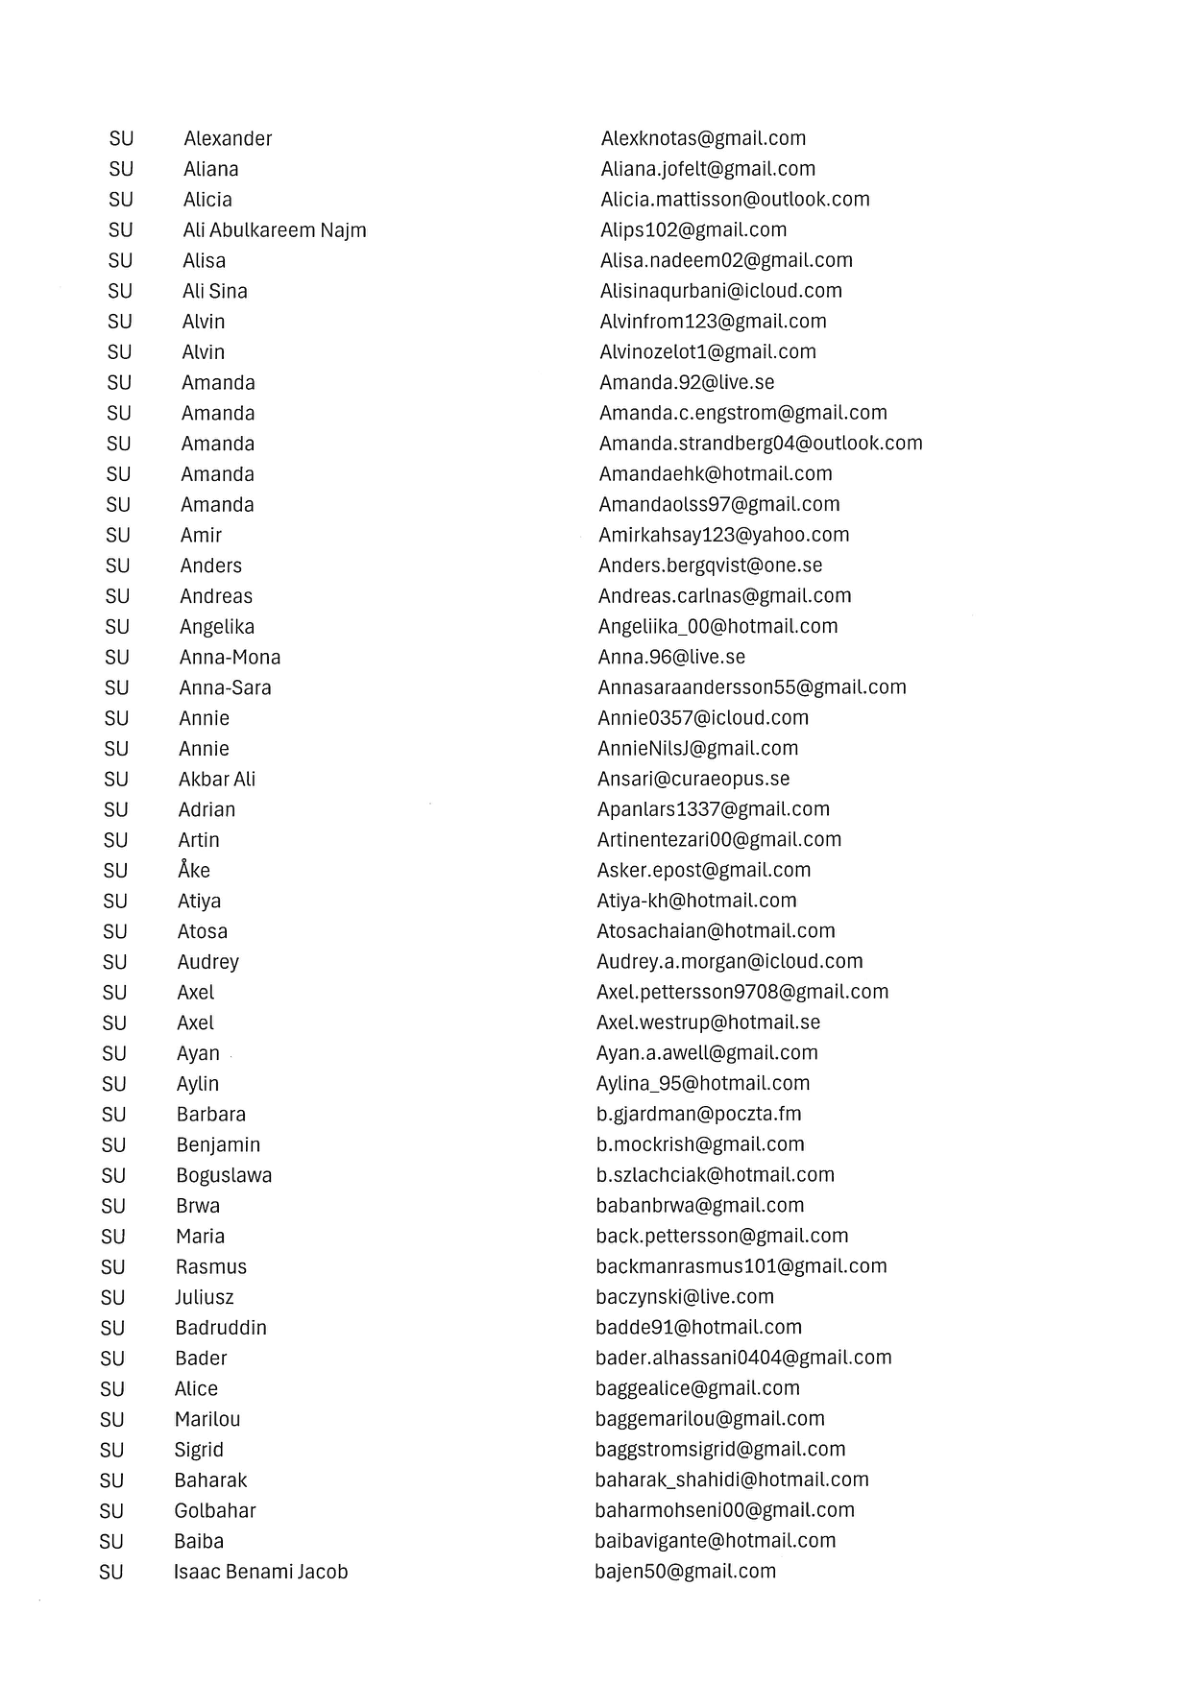 SU Alexander Alexknotas@gmail.com
SU Aliana Aliana.jofelt@gmail.com
SU Alicia Alicia.mattisson@outlook.com
SU Ali Abulkareem Najm Alips102@gmail.com
SU Alisa Alisa.nadeem02@gmail.com
SU Ali Sina Alisinaqurbani@icloud.com
SU Alvin Alvinfrom123@gmail.com
SU Alvin Alvinozelot1@gmail.com
SU Amanda Amanda.92@live.se
SU Amanda Amanda.c.engstrom@gmail.com
SU Amanda Amanda.strandberg04@outlook.com
SU Amanda Amandaehk@hotmail.com
SU Amanda Amandaolss97@gmail.com
SU Amir Amirkahsay123@yahoo.com
SU Anders Anders.bergqvist@one.se
SU Andreas Andreas.carlnas@gmail.com
SU Angelika Angeliika_00@hotmail.com
SU Anna-Mona Anna.96@live.se
SU Anna-Sara Annasaraandersson55@gmail.com
SU Annie Annie0357@icloud.com
SU Annie AnnieNilsJ@gmail.com
SU Akbar Ali Ansari@curaeopus.se
SU Adrian Apanlars1337@gmail.com
SU Artin Artinentezari00@gmail.com
SU Åke Asker.epost@gmail.com
SU Atiya Atiya-kh@hotmail.com
SU Atosa Atosachaian@hotmail.com
SU Audrey Audrey.a.morgan@icloud.com
SU Axel Axel.pettersson9708@gmail.com
SU Axel Axel.westrup@hotmail.se
SU Ayan Ayan.a.awell@gmail.com
SU Aylin Aylina_95@hotmail.com
SU Barbara b.gjardman@poczta.fm
SU Benjamin b.mockrish@gmail.com
SU Boguslawa b.szlachciak@hotmail.com
SU Brwa babanbrwa@gmail.com
SU Maria back.pettersson@gmail.com
SU Rasmus backmanrasmus101@gmail.com
SU Juliusz baczynski@live.com
SU Badruddin badde91@hotmail.com
SU Bader bader.alhassani0404@gmail.com
SU Alice baggealice@gmail.com
SU Marilou baggemarilou@gmail.com
SU Sigrid baggstromsigrid@gmail.com
SU Baharak baharak_shahidi@hotmail.com
SU Golbahar baharmohseni00@gmail.com
SU Baiba baibavigante@hotmail.com
SU Isaac Benami Jacob bajen50@gmail.com